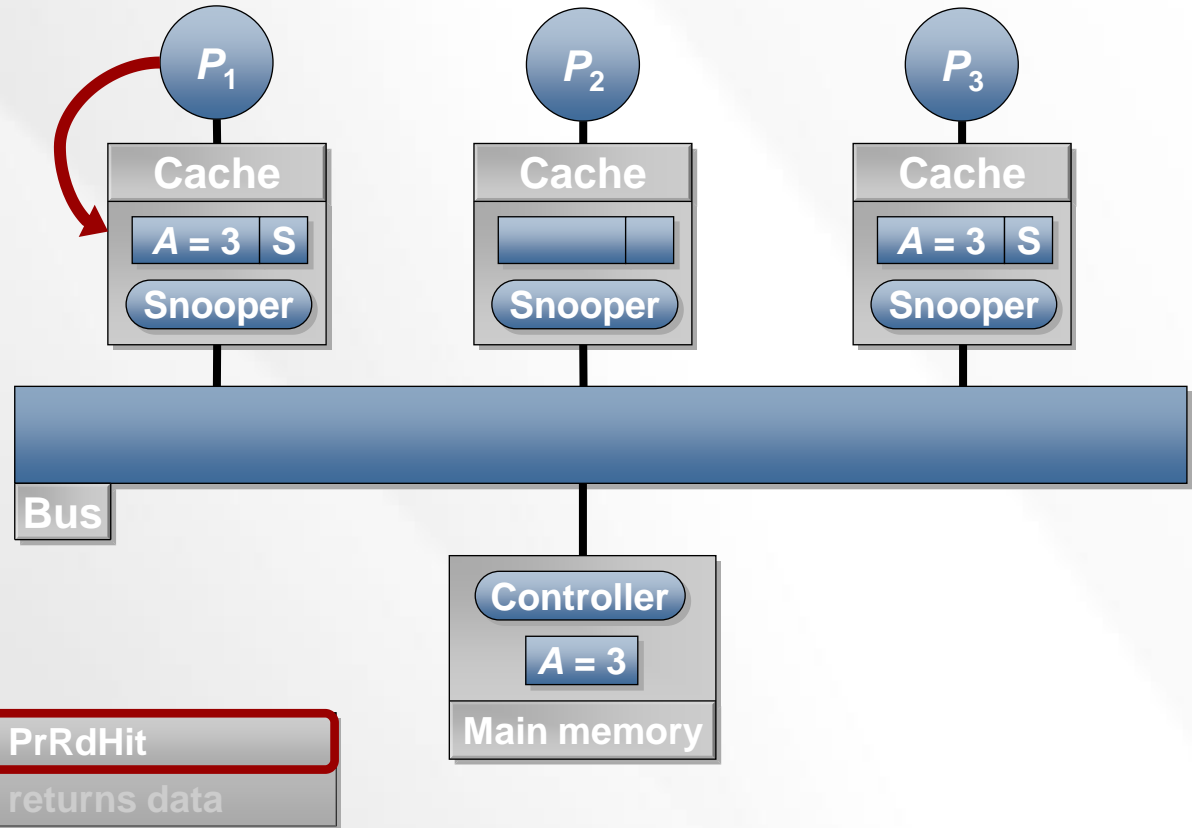 P1 P2 P3
Cache Cache Cache
A = 3 S A = 3 S
Snooper Snooper Snooper
Bus
Controller
A = 3
Main memory
PrRdHit
returns data